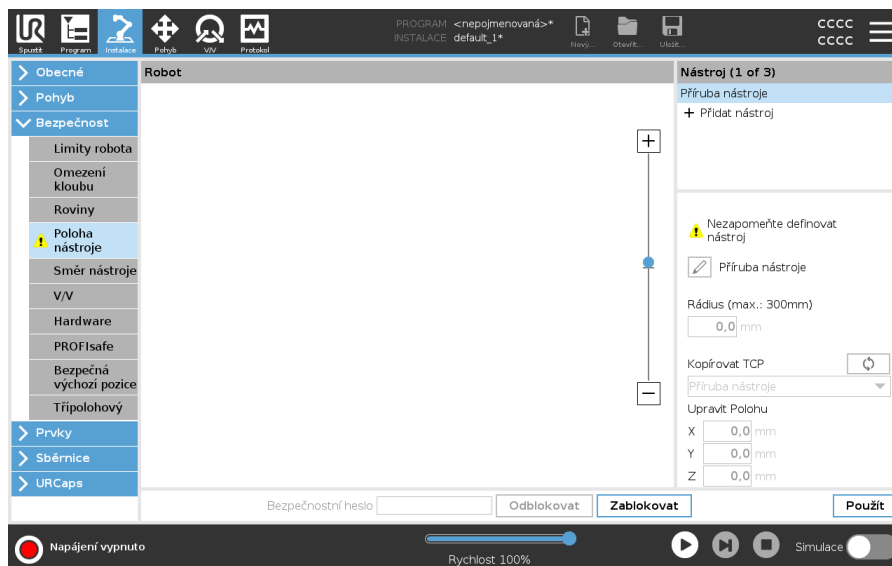 PROGRAM <nepojmenovaná>*
INSTALACE default_1*
Spustit
Program
Instalace
Pohyb
V/V
Protokol
Nový...
Otevřít...
Uložit...
CCCC
CCCC
Obecné
Pohyb
Bezpečnost
Limity robota
Omezení
kloubu
Roviny
Poloha
nástroje
Směr nástroje
V/V
Hardware
PROFIsafe
Bezpečná
výchozí pozice
Třípolohový
Prvky
Sběrnice
URCaps
Robot
Nástroj (1 of 3)
Příruba nástroje
+ Přidat nástroj
Nezapomeňte definovat
nástroj
Příruba nástroje
Rádius (max.: 300mm)
0,0 mm
Kopírovat TCP
Příruba nástroje
Upravit Polohu
X 0,0 mm
Y 0,0 mm
Z 0,0 mm
Bezpečnostní heslo
Odblokovat
Zablokovat
Použít
Napájení vypnuto
Rychlost 100%
Simulace